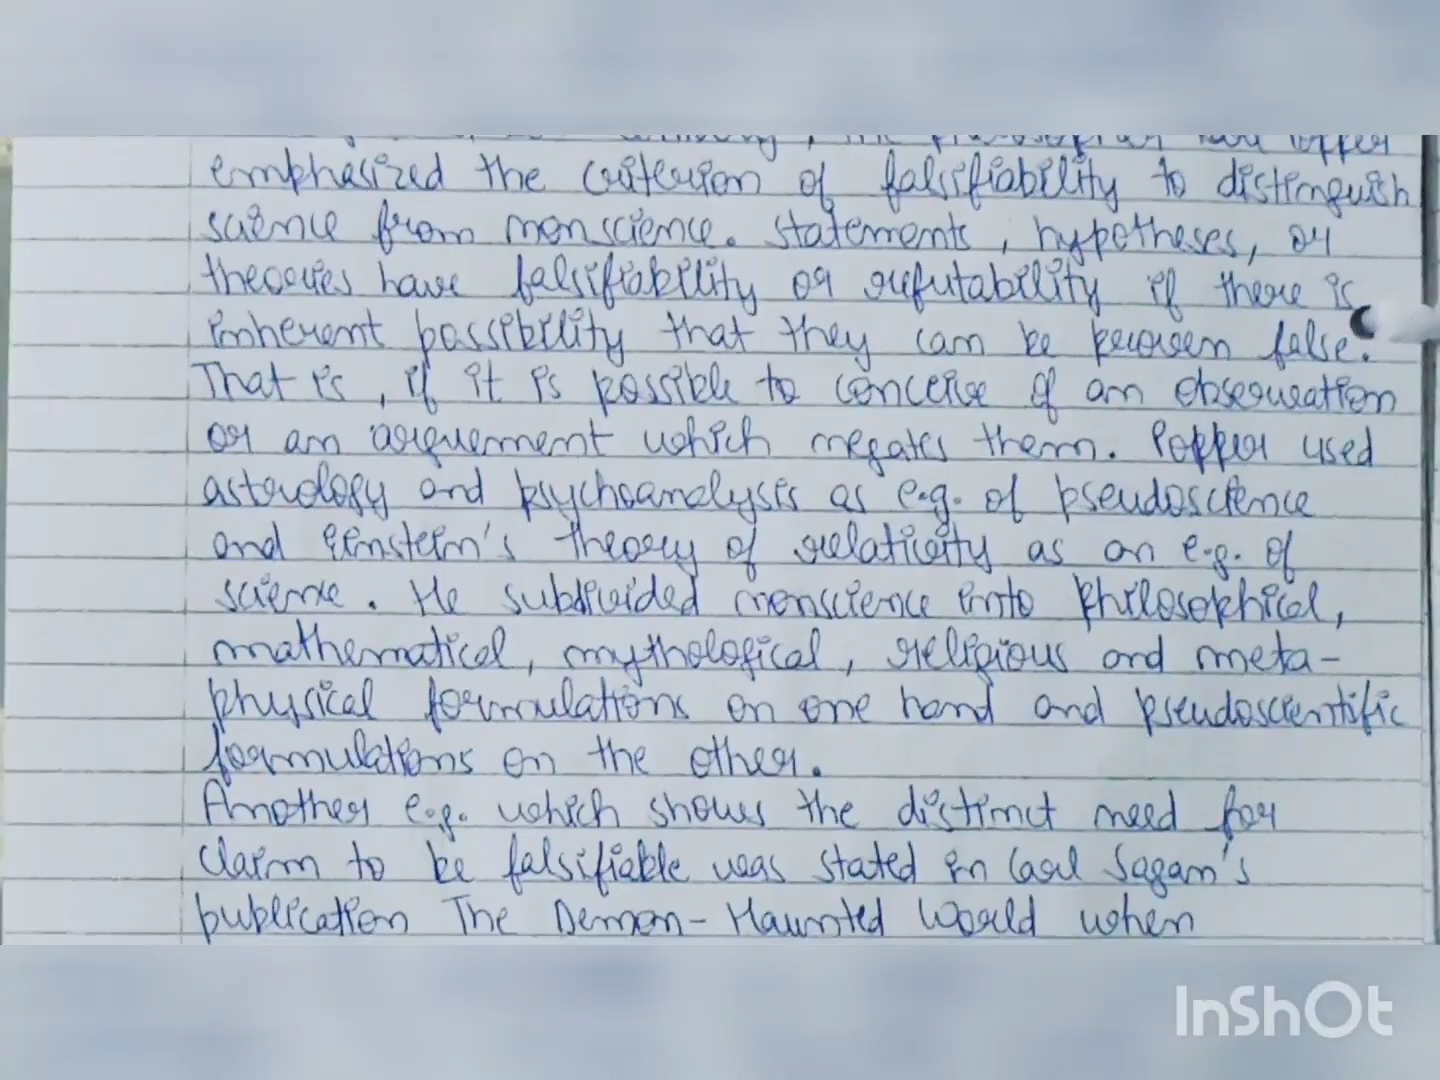 the philosopher Karl Popper
emphasized the criterion of falsifiability to distinguish
science from nonscience. Statements, hypotheses, or
theories have falsifiability or refutability if there is
inherent possibility that they can be proven false.
That is, if it is possible to conceive of an observation
or an arguement which negates them. Popper used
astrology and psychoanalysis as e.g. of pseudoscience
and Einstein's theory of relativity as an e.g. of
science. He subdivided nonscience into philosophical,
mathematical, mythological, religious and meta-
physical formulations on one hand and pseudoscientific
formulations on the other.
Another e.g. which shows the distinct need for
claim to be falsifiable was stated in Carl Sagan's
publication The Demon-Haunted World when
InShOt